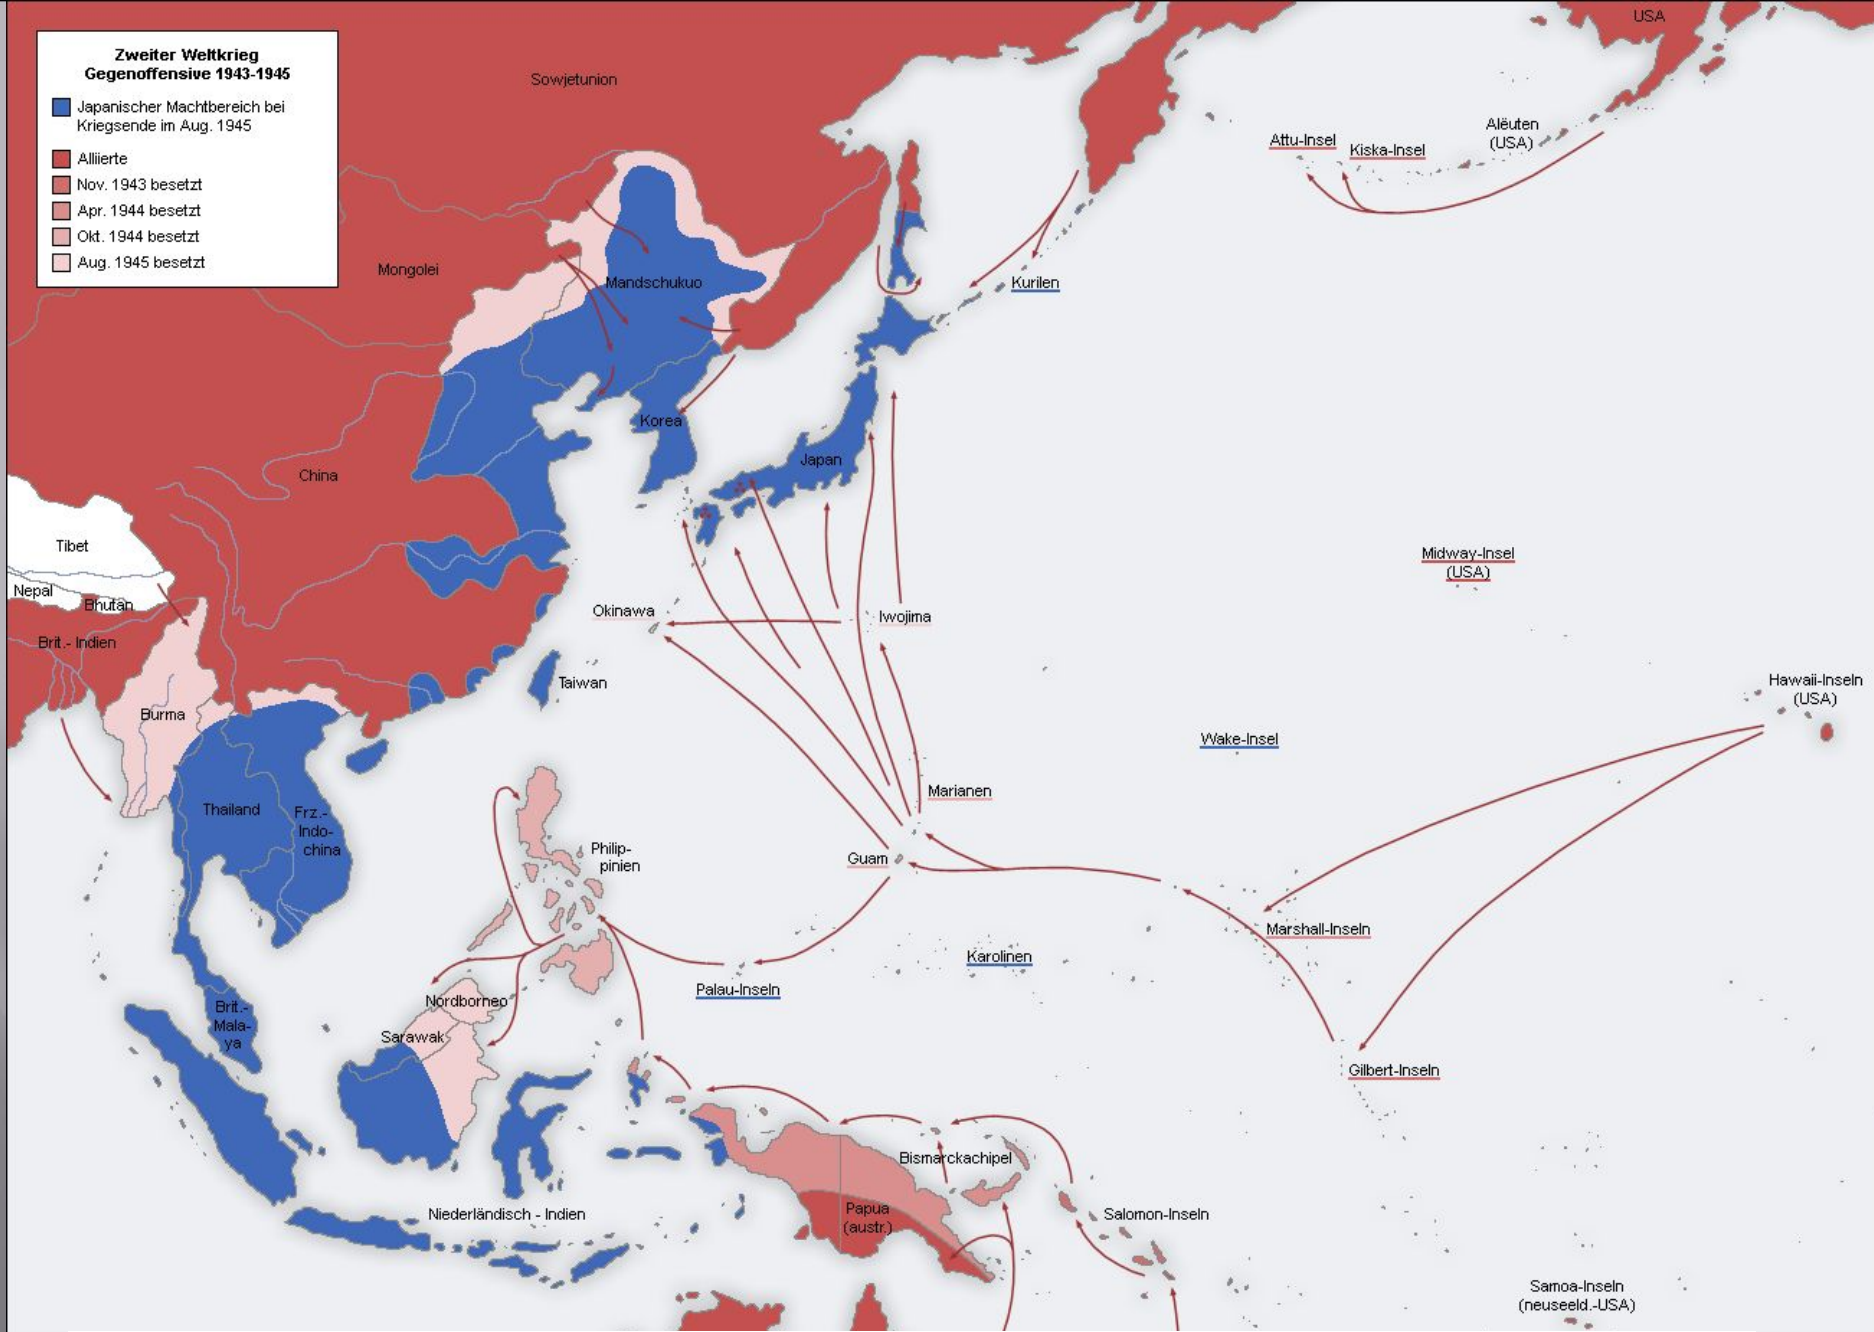 Zweiter Weltkrieg
Gegenoffensive 1943-1945
Japanischer Machtbereich bei
Kriegsende im Aug. 1945
Alliierte
Nov. 1943 besetzt
Apr. 1944 besetzt
Okt. 1944 besetzt
Aug. 1945 besetzt
USA
Sowjetunion
Alëuten
(USA)
Attu-Insel
Kiska-Insel
Mongolei
Mandschukuo
Kurilen
Korea
Japan
China
Tibet
Nepal
Bhutan
Brit.- Indien
Midway-Insel
(USA)
Okinawa
Iwojima
Taiwan
Hawaii-Inseln
(USA)
Burma
Wake-Insel
Marianen
Thailand
Frz.-
Indo-
china
Philip-
pinien
Guam
Marshall-Inseln
Karolinen
Palau-Inseln
Nordborneo
Brit.-
Mala-
ya
Sarawak
Gilbert-Inseln
Bismarckachipel
Niederländisch - Indien
Papua
(austr.)
Salomon-Inseln
Samoa-Inseln
(neuseeld.-USA)